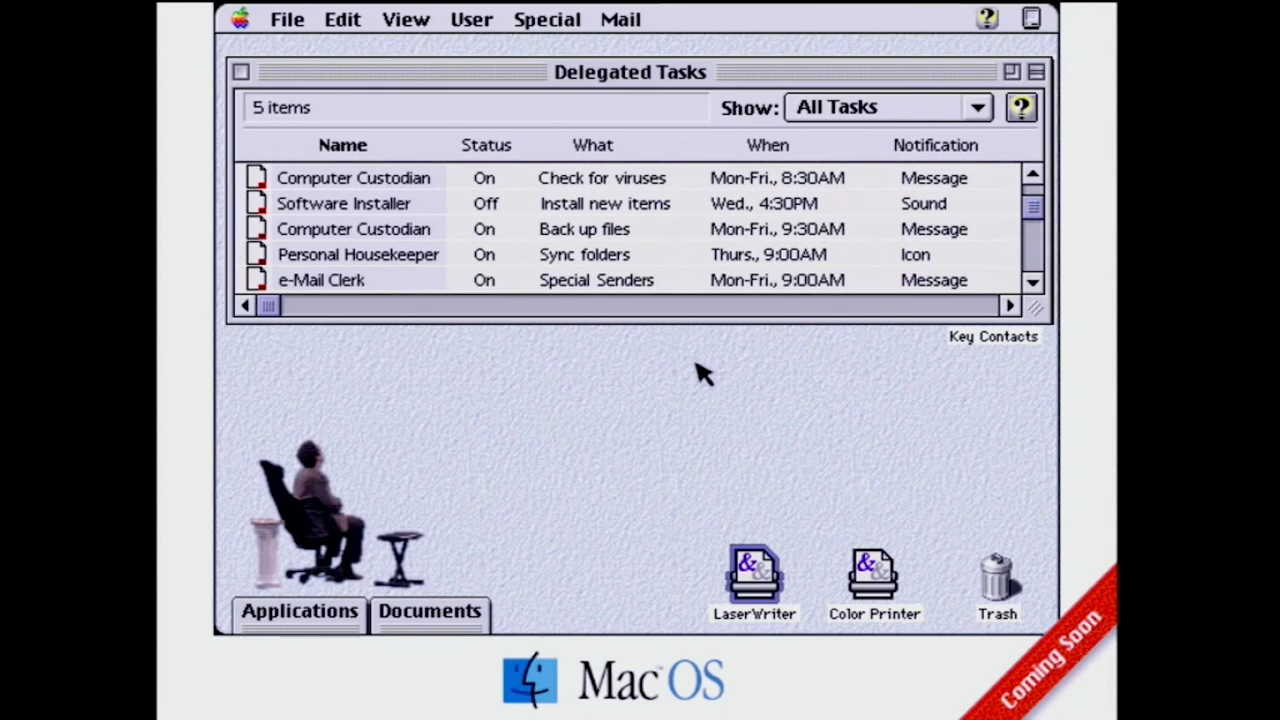 File Edit View User Special Mail ?
Delegated Tasks
5 items Show: All Tasks ?
Name Status What When Notification
Computer Custodian On Check for viruses Mon-Fri., 8:30AM Message
Software Installer Off Install new items Wed., 4:30PM Sound
Computer Custodian On Back up files Mon-Fri., 9:30AM Message
Personal Housekeeper On Sync folders Thurs., 9:00AM Icon
e-Mail Clerk On Special Senders Mon-Fri., 9:00AM Message
Key Contacts
&& &&
LaserWriter Color Printer Trash
Applications Documents
Mac™OS
Coming Soon